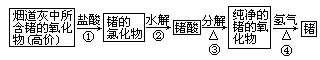 烟道灰中所含锗的氧化物(高价) 盐酸 ① 锗的氯化物 水解 ② 锗酸 分解 △ ③ 纯净的锗的氧化物 氢气 △ ④ 锗